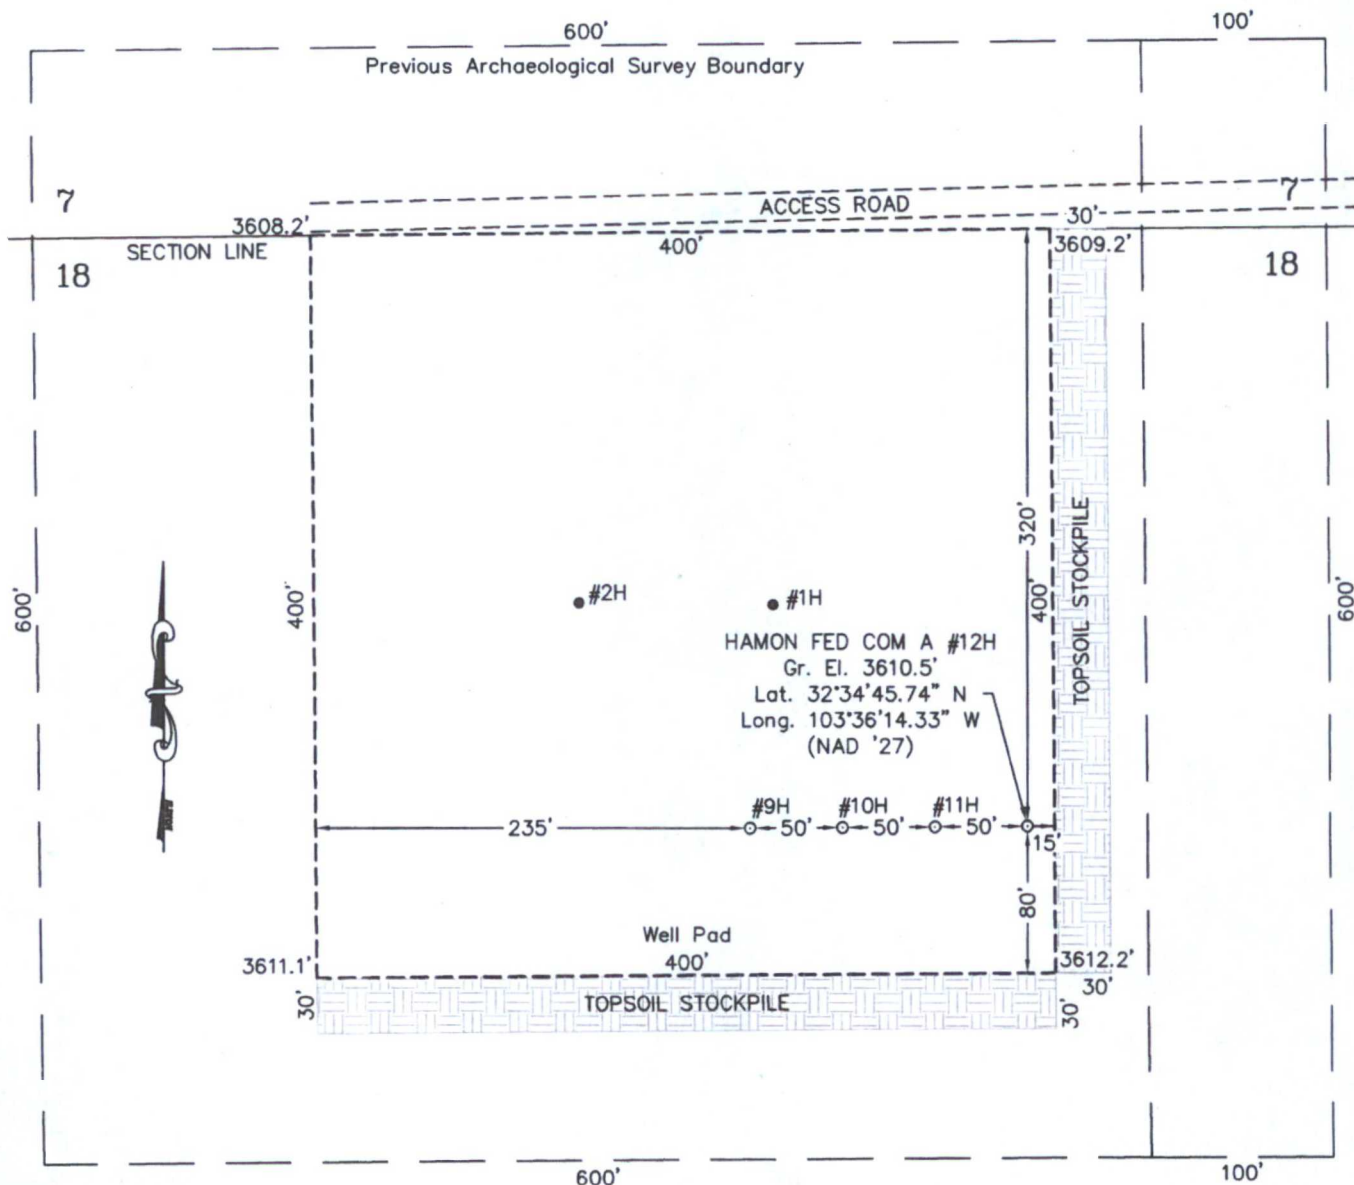 600'
100'
Previous Archaeological Survey Boundary
7
7
ACCESS ROAD
30'
3608.2'
400'
3609.2'
SECTION LINE
18
18
320'
TOPSOIL STOCKPILE
600'
400'
#2H
#1H
400'
600'
HAMON FED COM A #12H
Gr. El. 3610.5'
Lat. 32°34'45.74" N
Long. 103°36'14.33" W
(NAD '27)
#9H
#10H
#11H
235'
50'
50'
50'
15'
80'
Well Pad
3611.1'
400'
3612.2'
30'
30'
TOPSOIL STOCKPILE
30'
600'
100'